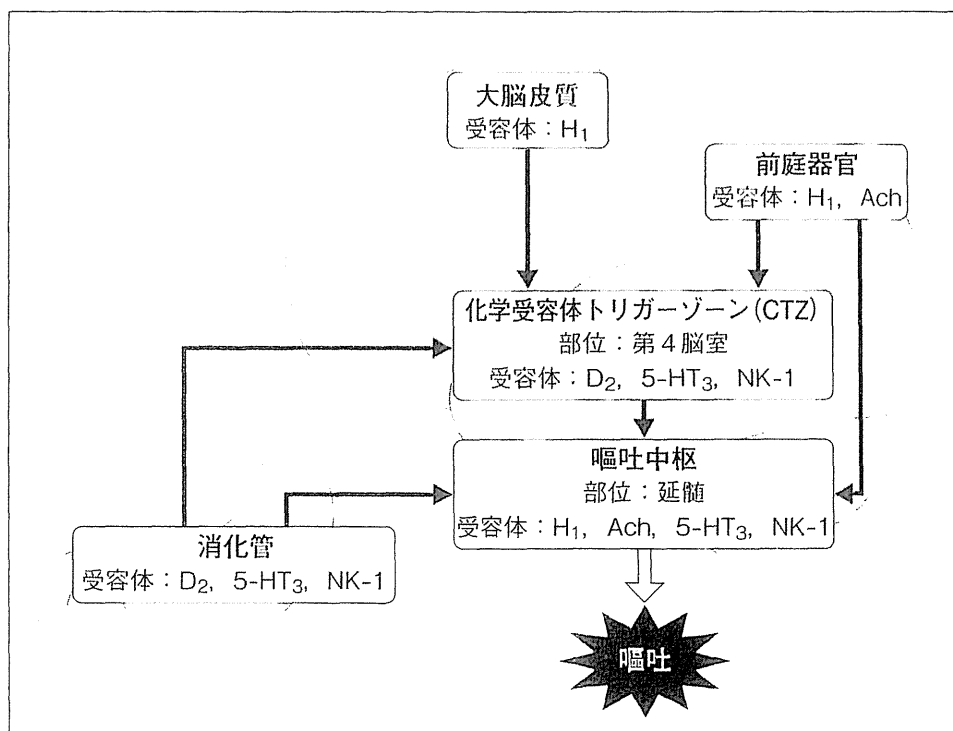 大脳皮質
受容体：H₁
前庭器官
受容体：H₁, Ach
化学受容体トリガーゾーン(CTZ)
部位：第4脳室
受容体：D₂, 5-HT₃, NK-1
嘔吐中枢
部位：延髄
受容体：H₁, Ach, 5-HT₃, NK-1
消化管
受容体：D₂, 5-HT₃, NK-1
嘔吐